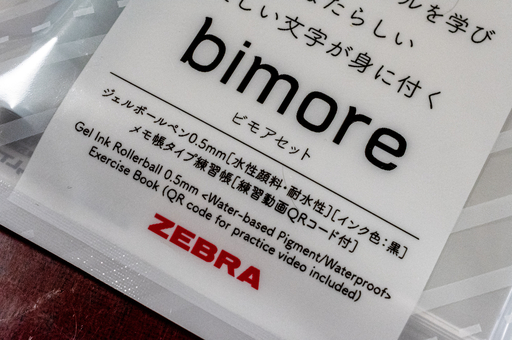 ルを学び
たらしい
しい文字が身に付く
bimore
ビモアセット
ジェルボールペン0.5mm[水性顔料・耐水性][インク色：黒]
メモ帳タイプ練習帳[練習動画QRコード付]
Gel Ink Rollerball 0.5mm <Water-based Pigment/Waterproof>
Exercise Book (QR code for practice video included)
ZEBRA